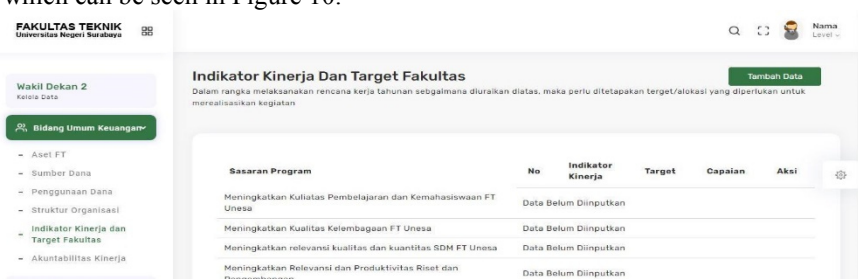 which can be seen in Figure 10.
FAKULTAS TEKNIK
Universitas Negeri Surabaya
Nama
Level
Wakil Dekan 2
Kelola Data
Bidang Umum Keuangan
- Aset FT
- Sumber Dana
- Penggunaan Dana
- Struktur Organisasi
- Indikator Kinerja dan
Target Fakultas
- Akuntabilitas Kinerja
Indikator Kinerja Dan Target Fakultas
Tambah Data
Dalam rangka melaksanakan rencana kerja tahunan sebgaimana diuraikan diatas, maka perlu ditetapakan terget/alokasi yang diperlukan untuk
merealisasikan kegiatan
Sasaran Program No Indikator Kinerja Target Capaian Aksi
Meningkatkan Kuliatas Pembelajaran dan Kemahasiswaan FT
Unesa Data Belum Diinputkan
Meningkatkan Kualitas Kelembagaan FT Unesa Data Belum Diinputkan
Meningkatkan relevansi kualitas dan kuantitas SDM FT Unesa Data Belum Diinputkan
Meningkatkan Relevansi dan Produktivitas Riset dan
Pengembangan Data Belum Diinputkan